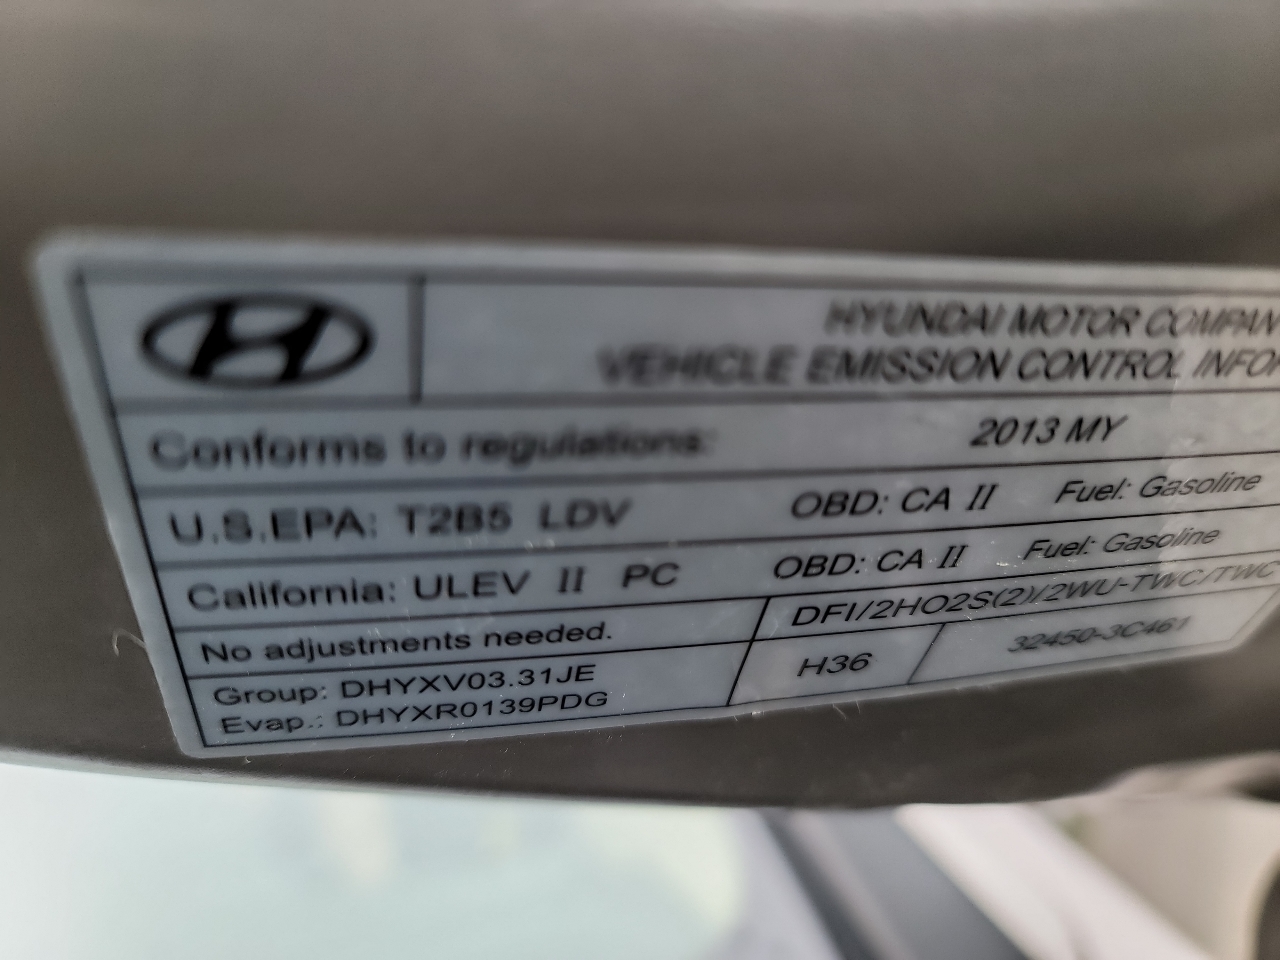 HYUNDAI MOTOR COMPAN
VEHICLE EMISSION CONTROL INFOR
Conforms to regulations: 2013 MY
U.S.EPA: T2B5 LDV OBD: CA II Fuel: Gasoline
California: ULEV II PC OBD: CA II Fuel: Gasoline
No adjustments needed. DFI/2HO2S(2)/2WU-TWC/TWC
Group: DHYXV03.31JE H36 32450-3C461
Evap.: DHYXR0139PDG